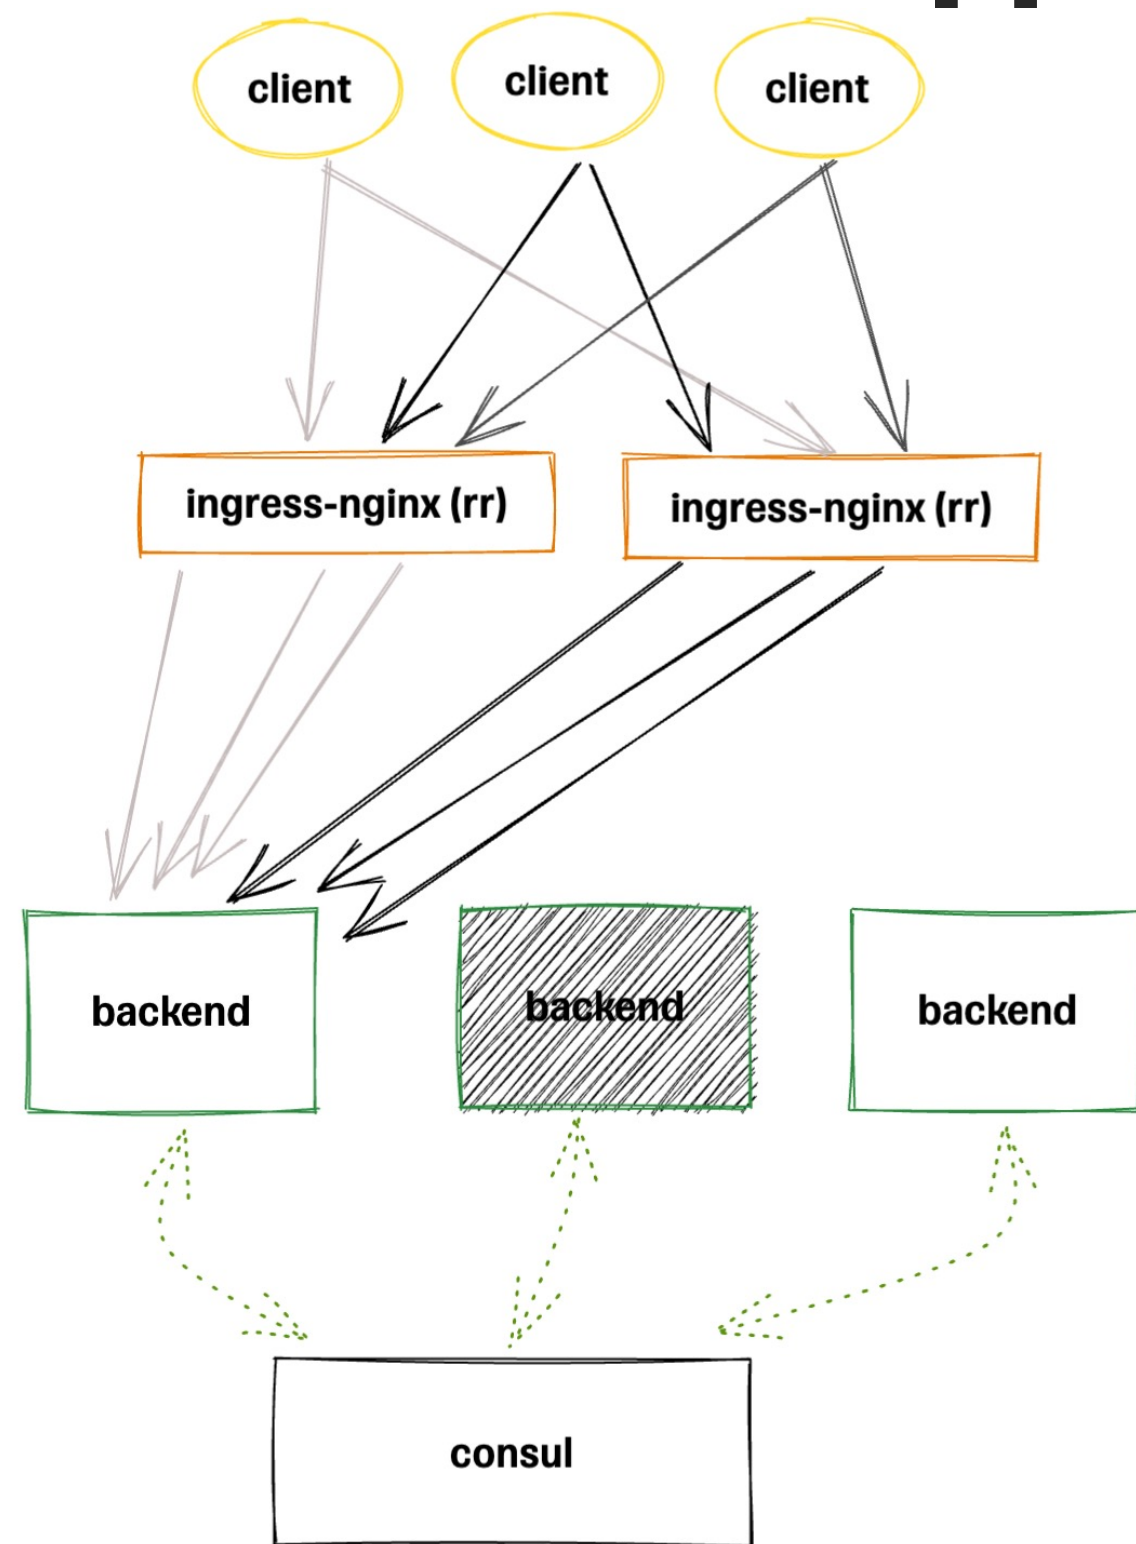 client
client
client
ingress-nginx (rr)
ingress-nginx (rr)
backend
backend
backend
consul